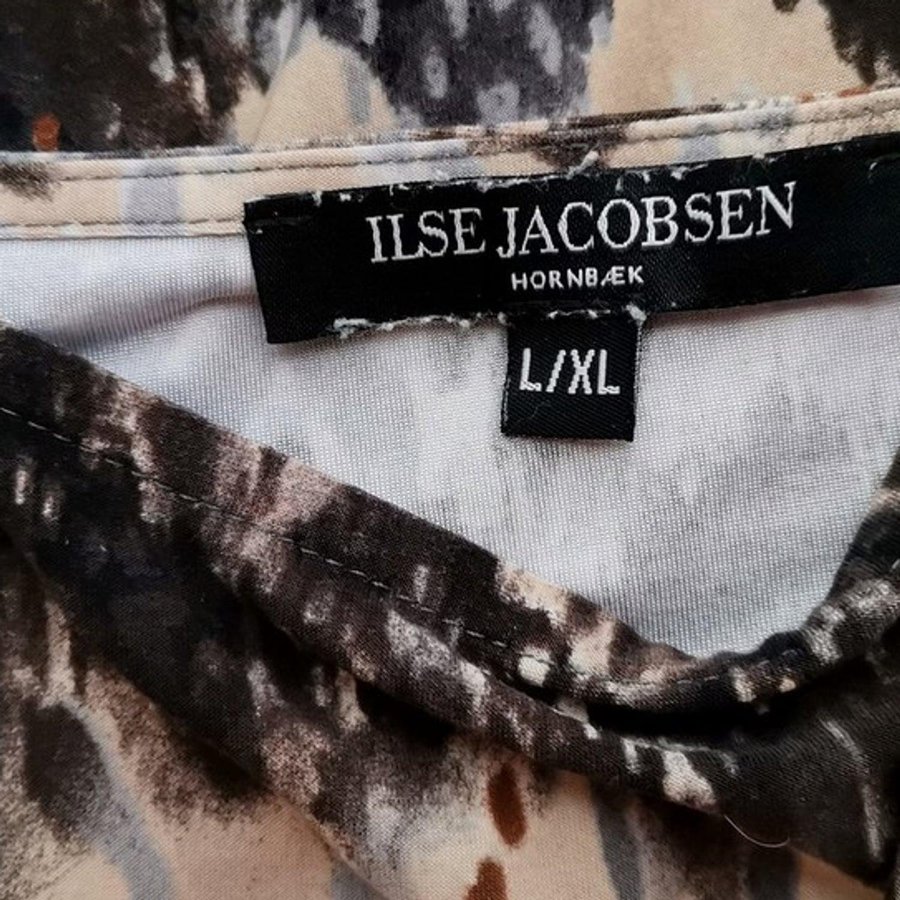 ILSE JACOBSEN
HORNBÆK
L/XL